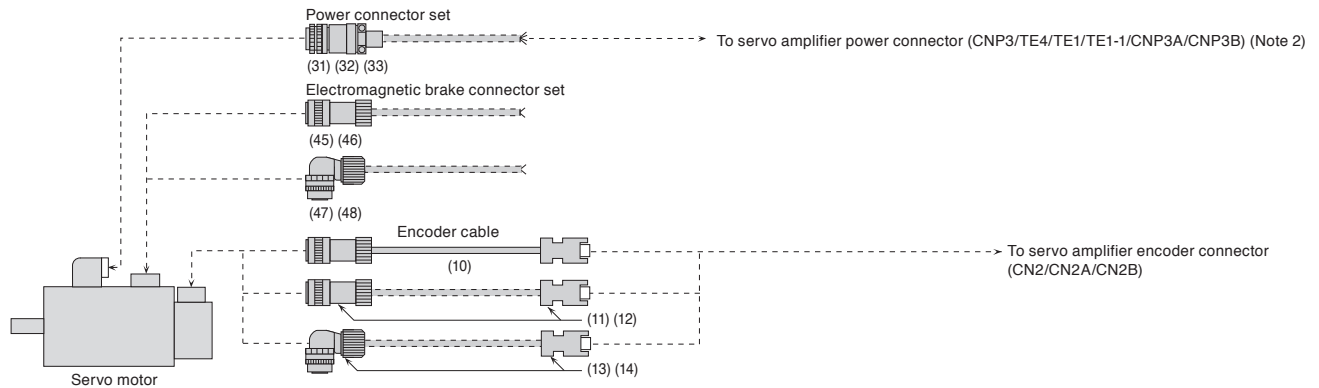 Power connector set
To servo amplifier power connector (CNP3/TE4/TE1/TE1-1/CNP3A/CNP3B) (Note 2)
(31) (32) (33)
Electromagnetic brake connector set
(45) (46)
(47) (48)
Encoder cable
To servo amplifier encoder connector
(CN2/CN2A/CN2B)
(10)
(11) (12)
(13) (14)
Servo motor